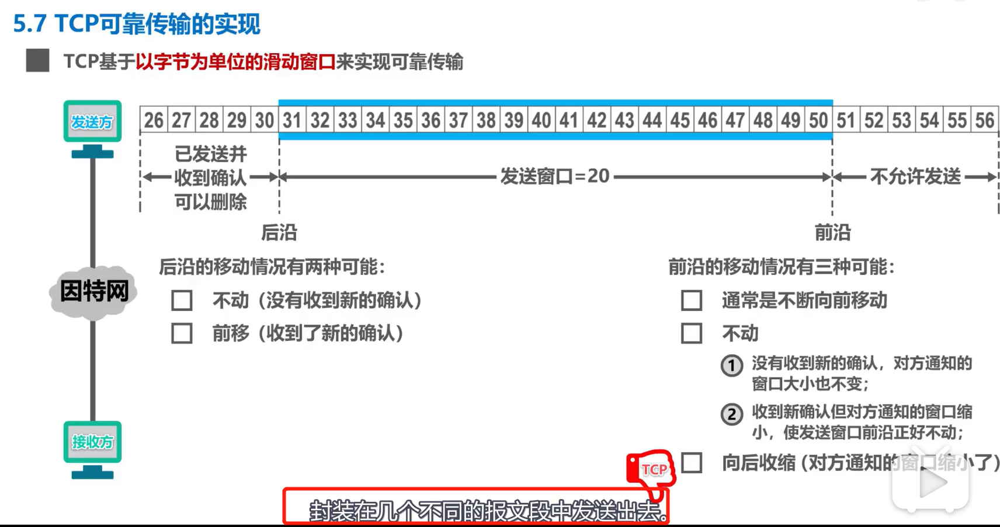 5.7 TCP可靠传输的实现
TCP基于以字节为单位的滑动窗口来实现可靠传输
发送方
26 27 28 29 30 31 32 33 34 35 36 37 38 39 40 41 42 43 44 45 46 47 48 49 50 51 52 53 54 55 56
已发送并
收到确认
可以删除
发送窗口=20
不允许发送
后沿
前沿
后沿的移动情况有两种可能：
不动（没有收到新的确认）
前移（收到了新的确认）
前沿的移动情况有三种可能：
通常是不断向前移动
不动
① 没有收到新的确认，对方通知的
窗口大小也不变；
② 收到新确认但对方通知的窗口缩
小，使发送窗口前沿正好不动；
向后收缩（对方通知的窗口缩小了）
因特网
接收方
TCP
封装在几个不同的报文段中发送出去。